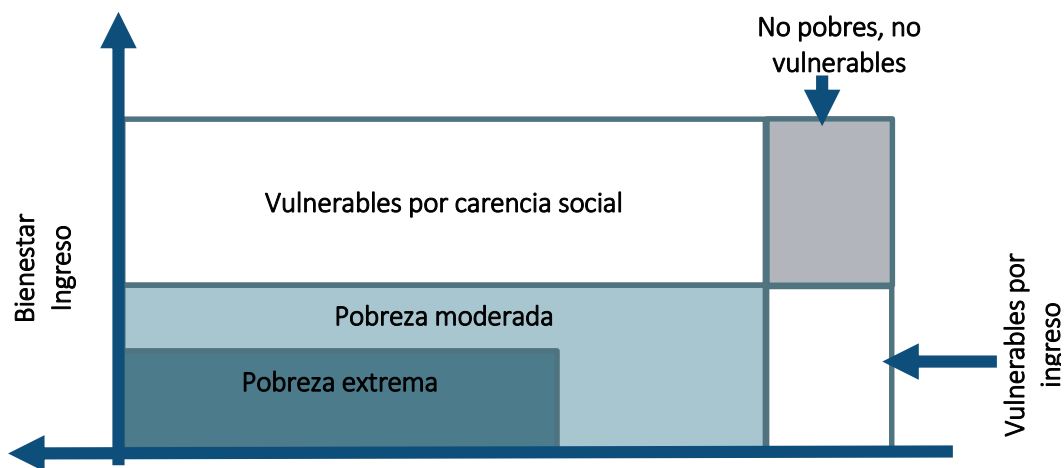 No pobres, no
vulnerables
Vulnerables por carencia social
Bienestar
Ingreso
Pobreza moderada
Pobreza extrema
Vulnerables por
ingreso